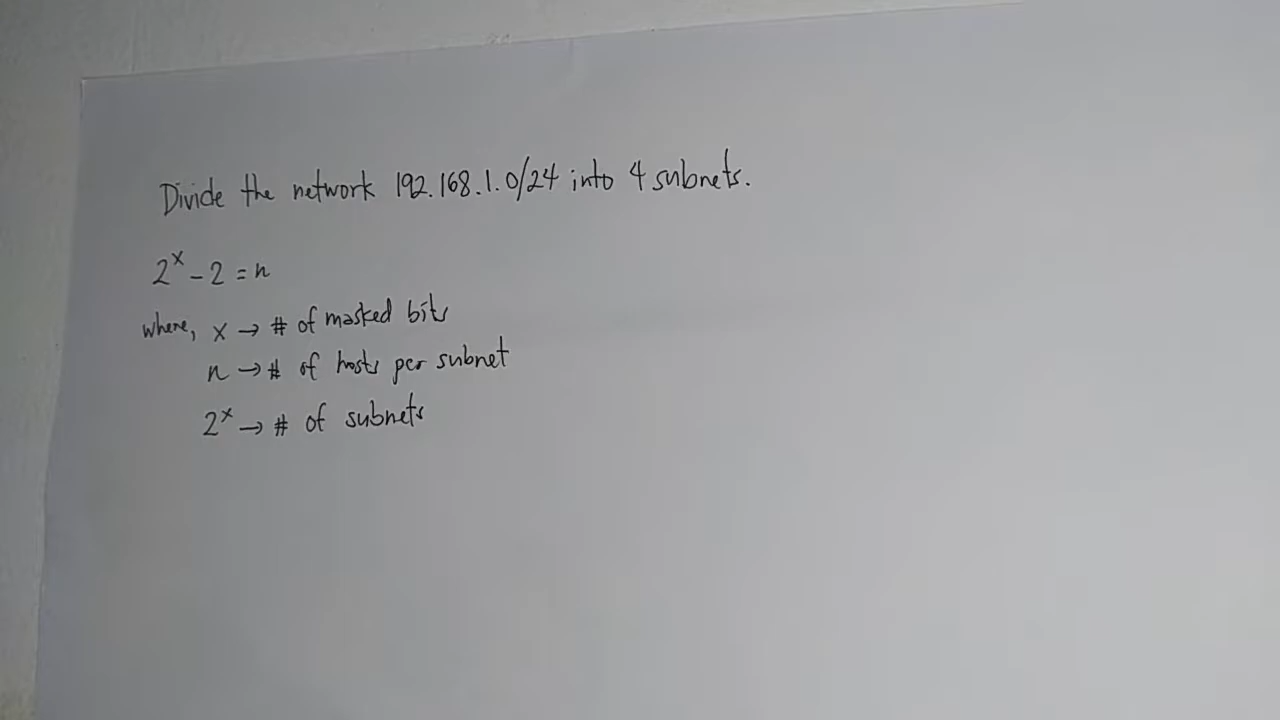 Divide the network 192.168.1.0/24 into 4 subnets.
2^x - 2 = n
where, x → # of masked bits
n → # of hosts per subnet
2^x → # of subnets